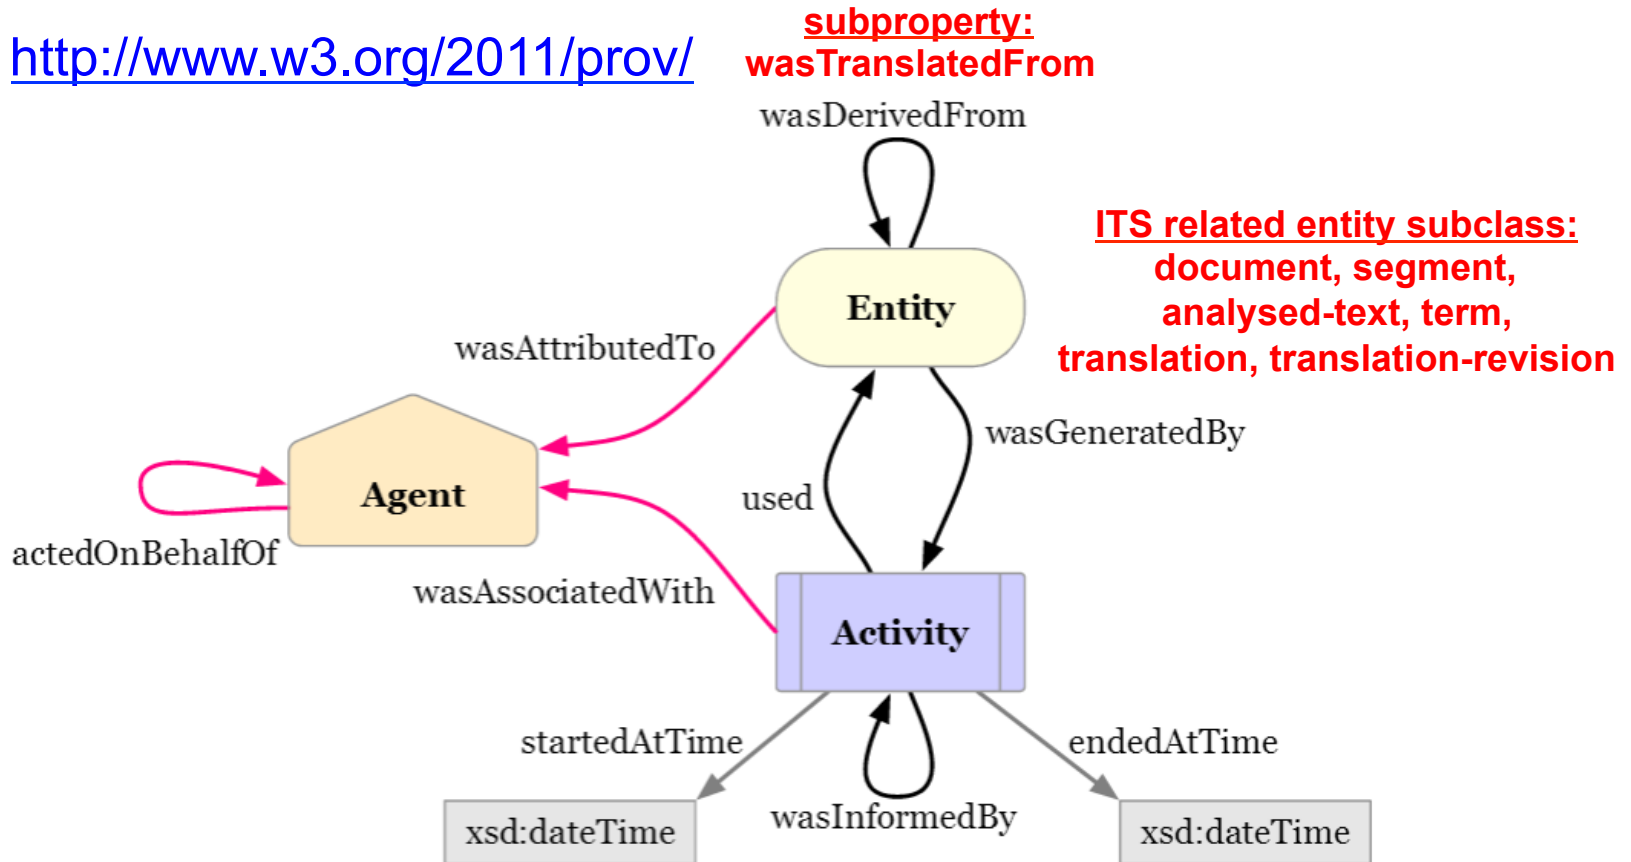 http://www.w3.org/2011/prov/
subproperty:
wasTranslatedFrom
wasDerivedFrom
ITS related entity subclass:
document, segment,
analysed-text, term,
translation, translation-revision
Entity
wasAttributedTo
wasGeneratedBy
used
Agent
actedOnBehalfOf
wasAssociatedWith
Activity
startedAtTime
endedAtTime
wasInformedBy
xsd:dateTime
xsd:dateTime